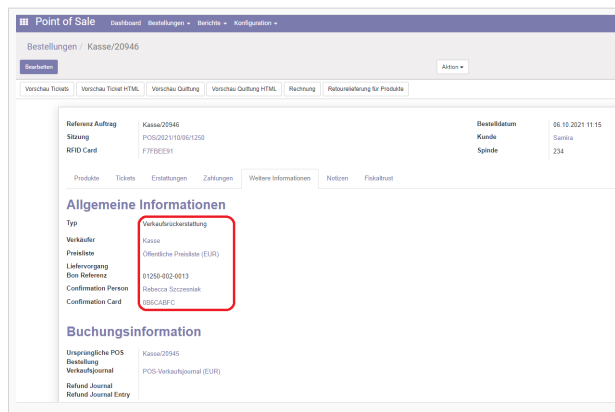 Point of Sale Dashboard Bestellungen Berichte Konfiguration
Bestellungen / Kasse/20946
Bearbeiten Aktion
Vorschau Tickets Vorschau Ticket HTML Vorschau Quittung Vorschau Quittung HTML Rechnung Retourelieferung für Produkte
Referenz Auftrag Kasse/20946 Bestelldatum 06.10.2021 11:15
Sitzung POS/2021/10/06/1250 Kunde Samira
RFID Card F7FBEE91 Spinde 234
Produkte Tickets Erstattungen Zahlungen Weitere Informationen Notizen Fiskaltrust
Allgemeine Informationen
Typ Verkaufsrückerstattung
Verkäufer Kasse
Preisliste Öffentliche Preisliste (EUR)
Liefervorgang
Bon Referenz 01250-002-0013
Confirmation Person Rebecca Szczesniak
Confirmation Card 0B6CABFC
Buchungsinformation
Ursprüngliche POS Kasse/20945
Bestellung
Verkaufsjournal POS-Verkaufsjournal (EUR)
Refund Journal
Refund Journal Entry